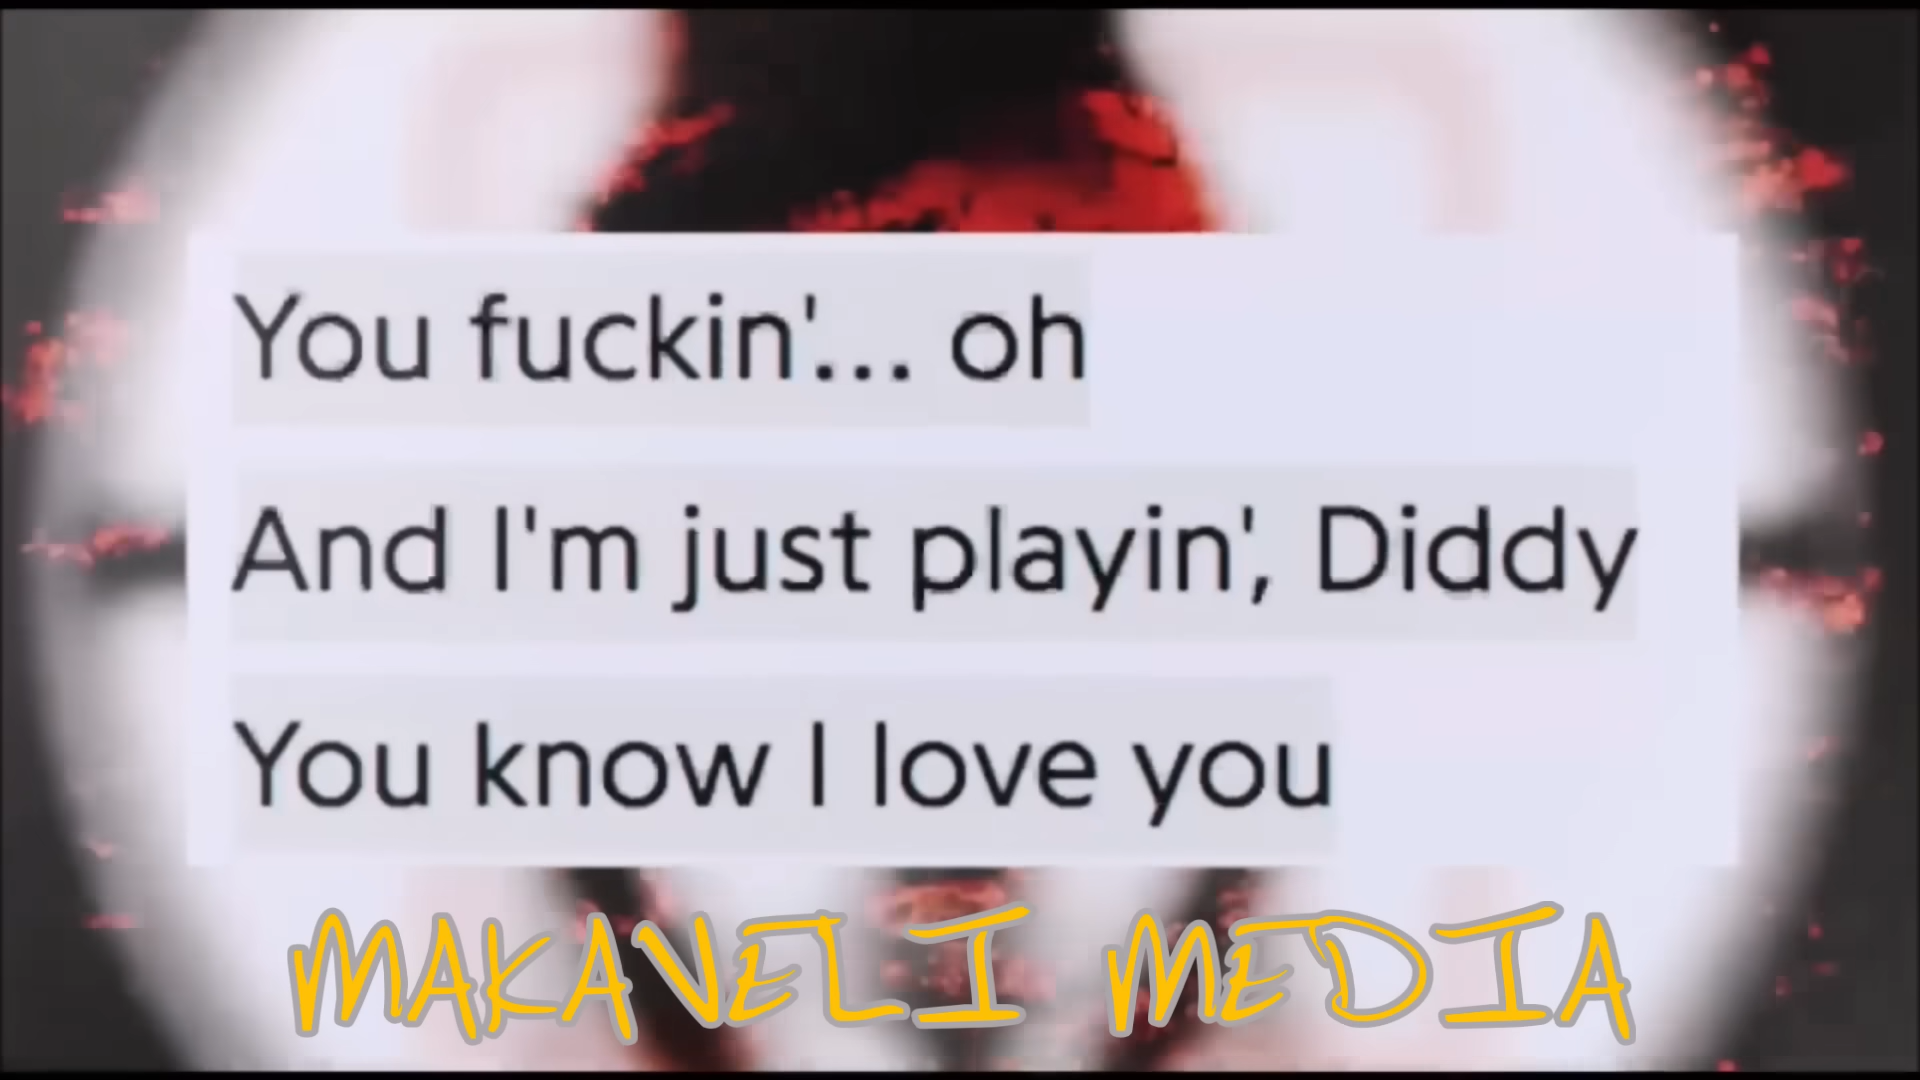 You fuckin'... oh
And I'm just playin', Diddy
You know I love you
MAKAVELI MEDIA